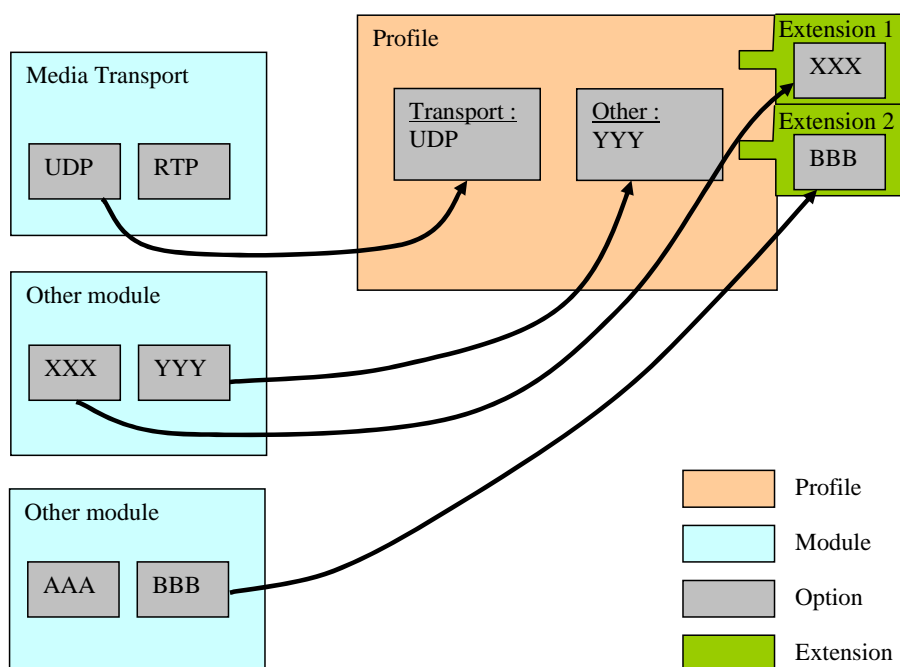 Media Transport
UDP
RTP
Profile
Transport :
UDP
Other :
YYY
Extension 1
XXX
Extension 2
BBB
Other module
XXX
YYY
Other module
AAA
BBB
Profile
Module
Option
Extension